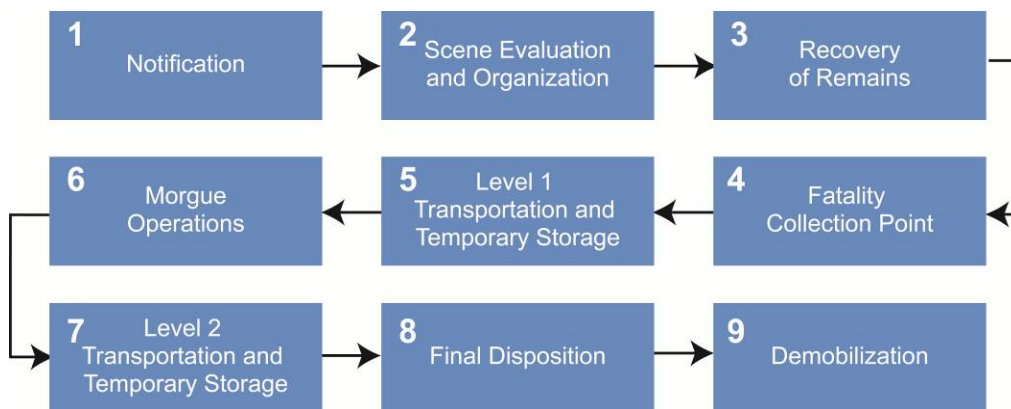 1
Notification
2
Scene Evaluation
and Organization
3
Recovery
of Remains
4
Fatality
Collection Point
5
Level 1
Transportation and
Temporary Storage
6
Morgue
Operations
7
Level 2
Transportation and
Temporary Storage
8
Final Disposition
9
Demobilization